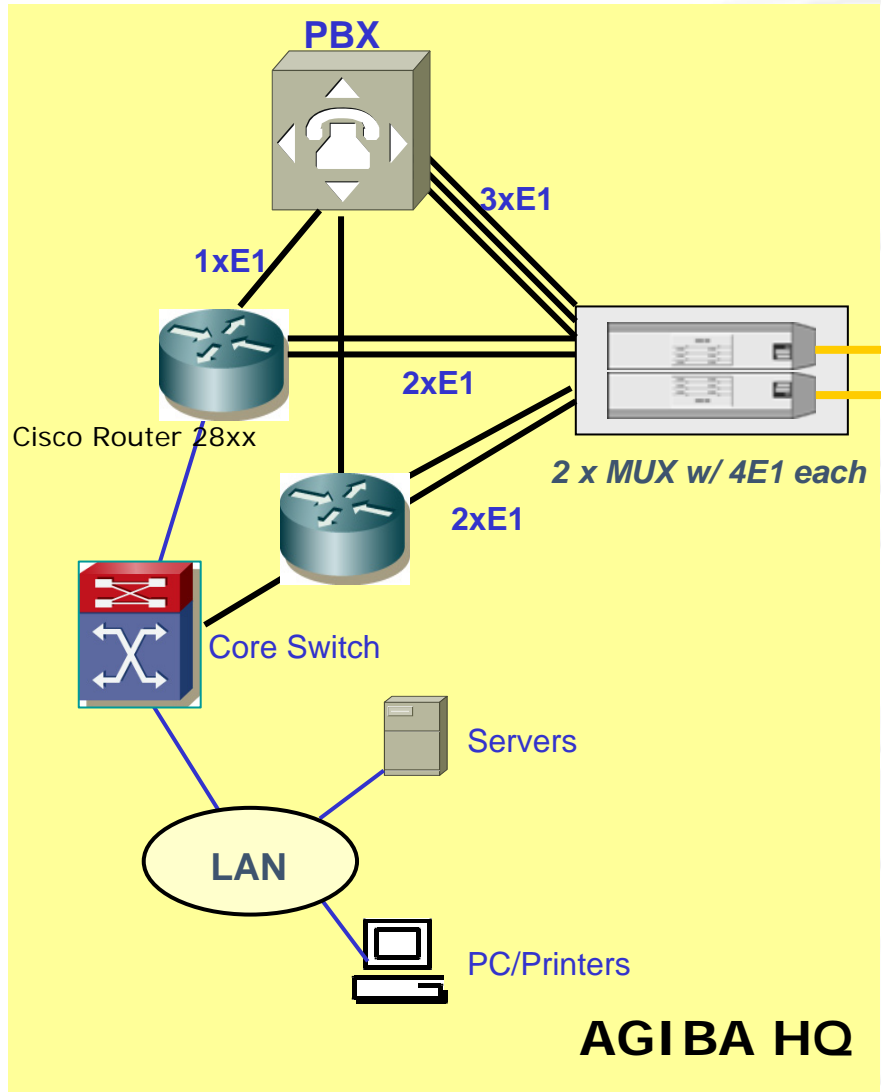 PBX
3xE1
1xE1
2xE1
Cisco Router 28xx
2 x MUX w/ 4E1 each
2xE1
Core Switch
Servers
LAN
PC/Printers
AGIBA HQ